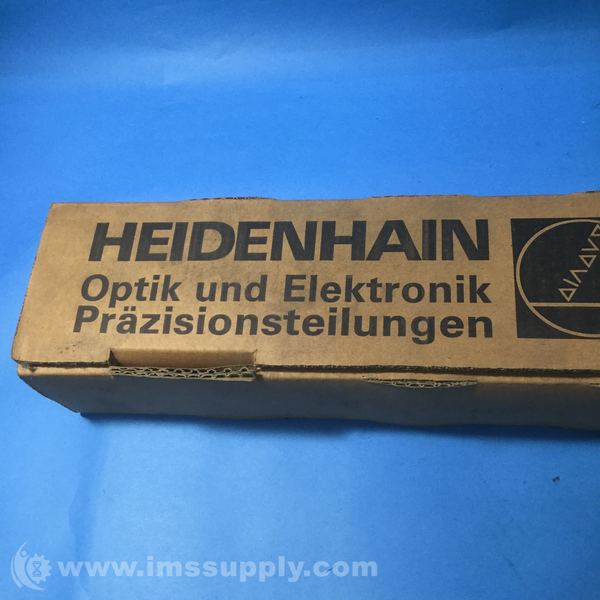 HEIDENHAIN
Optik und Elektronik
Präzisionsteilungen
www.imssupply.com